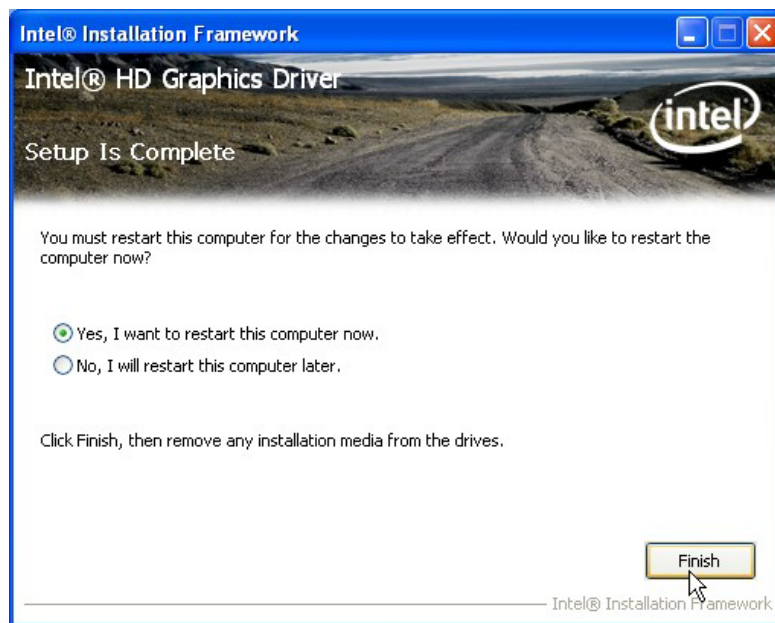 Intel® Installation Framework
Intel® HD Graphics Driver
intel
Setup Is Complete
You must restart this computer for the changes to take effect. Would you like to restart the
computer now?
Yes, I want to restart this computer now.
No, I will restart this computer later.
Click Finish, then remove any installation media from the drives.
Finish
Intel® Installation Framework